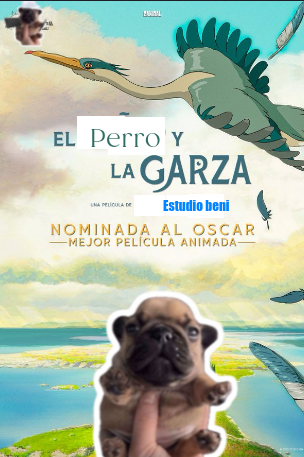 EL Perro Y
LA GARZA
UNA PELÍCULA DE Estudio beni
NOMINADA AL OSCAR
MEJOR PELÍCULA ANIMADA